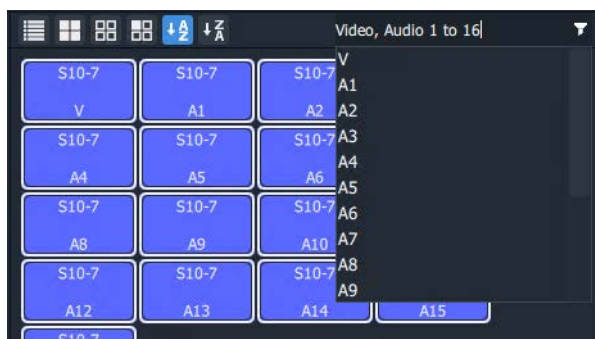 Video, Audio 1 to 16
S10-7 S10-7 S10-7
V A1 A2
S10-7 S10-7 S10-7
A4 A5 A6
S10-7 S10-7 S10-7
A8 A9 A10
S10-7 S10-7 S10-7
A12 A13 A14 A15
S10-7
V
A1
A2
A3
A4
A5
A6
A7
A8
A9